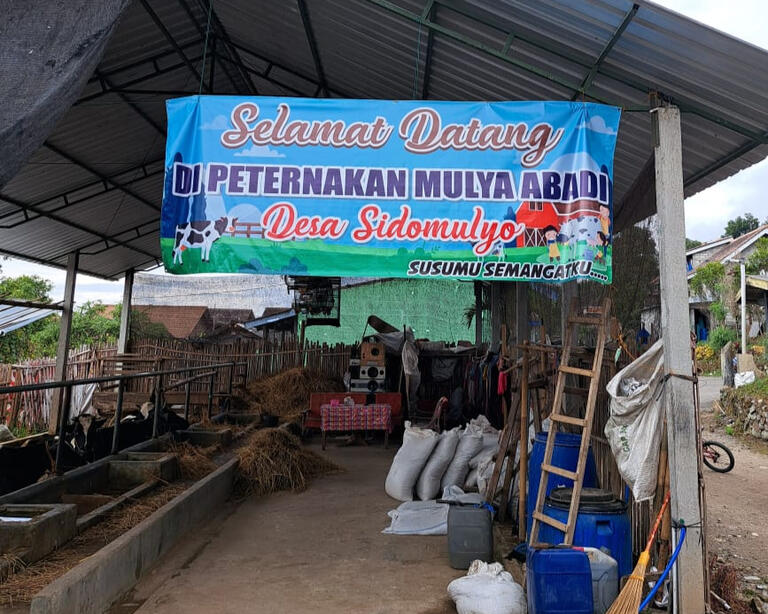 Selamat Datang
DI PETERNAKAN MULYA ABADI
Desa Sidomulyo
SUSUMU SEMANGATKU....